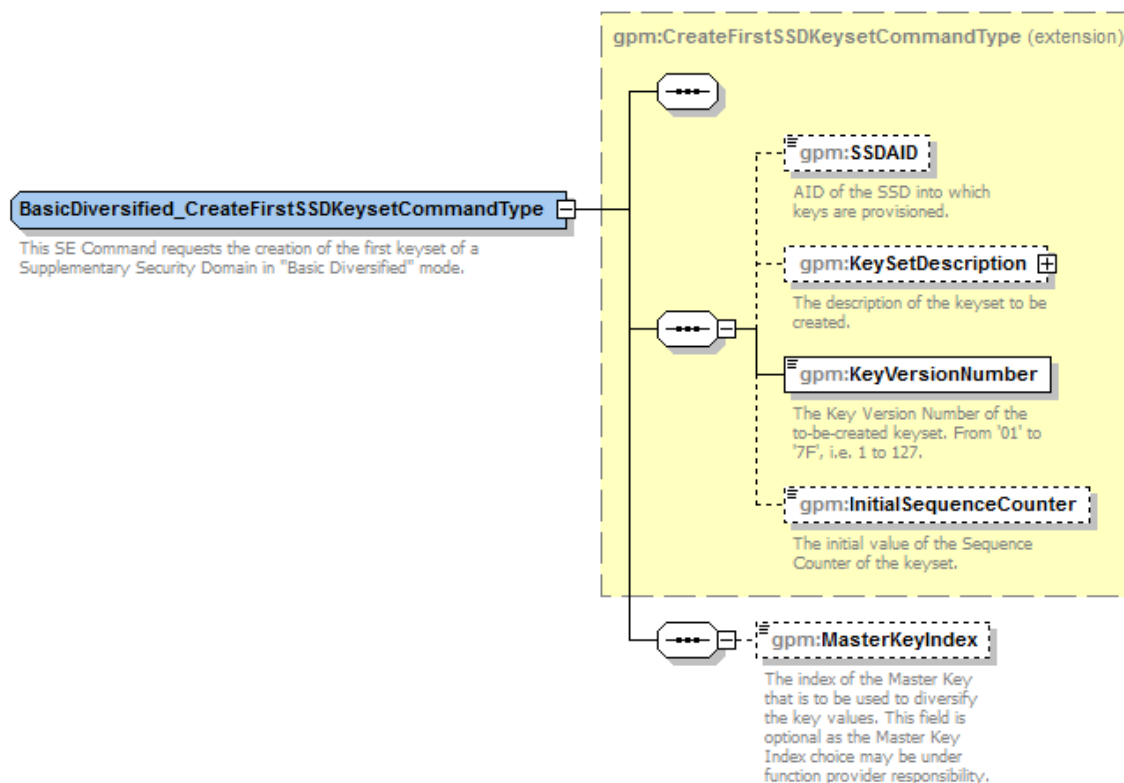 gpm:CreateFirstSSDKeysetCommandType (extension)
gpm:SSDAID
AID of the SSD into which
keys are provisioned.
BasicDiversified_CreateFirstSSDKeysetCommandType
This SE Command requests the creation of the first keyset of a
Supplementary Security Domain in "Basic Diversified" mode.
gpm:KeySetDescription
The description of the keyset to be
created.
gpm:KeyVersionNumber
The Key Version Number of the
to-be-created keyset. From '01' to
'7F', i.e. 1 to 127.
gpm:InitialSequenceCounter
The initial value of the Sequence
Counter of the keyset.
gpm:MasterKeyIndex
The index of the Master Key
that is to be used to diversify
the key values. This field is
optional as the Master Key
Index choice may be under
function provider responsibility.